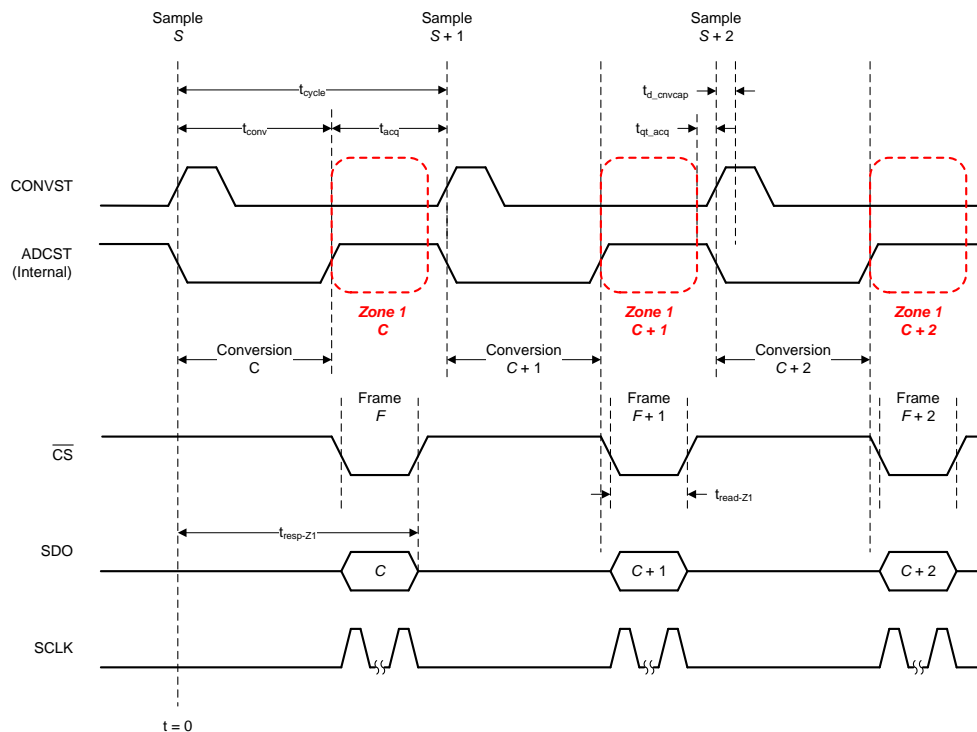 Sample
S
Sample
S + 1
Sample
S + 2
tcycle
td_cnvcap
tconv
tacq
tqt_acq
CONVST
ADCST
(Internal)
Zone 1
C
Zone 1
C + 1
Zone 1
C + 2
Conversion
C
Conversion
C + 1
Conversion
C + 2
Frame
F
Frame
F + 1
Frame
F + 2
CS
tread-Z1
tresp-Z1
SDO
C
C + 1
C + 2
SCLK
t = 0